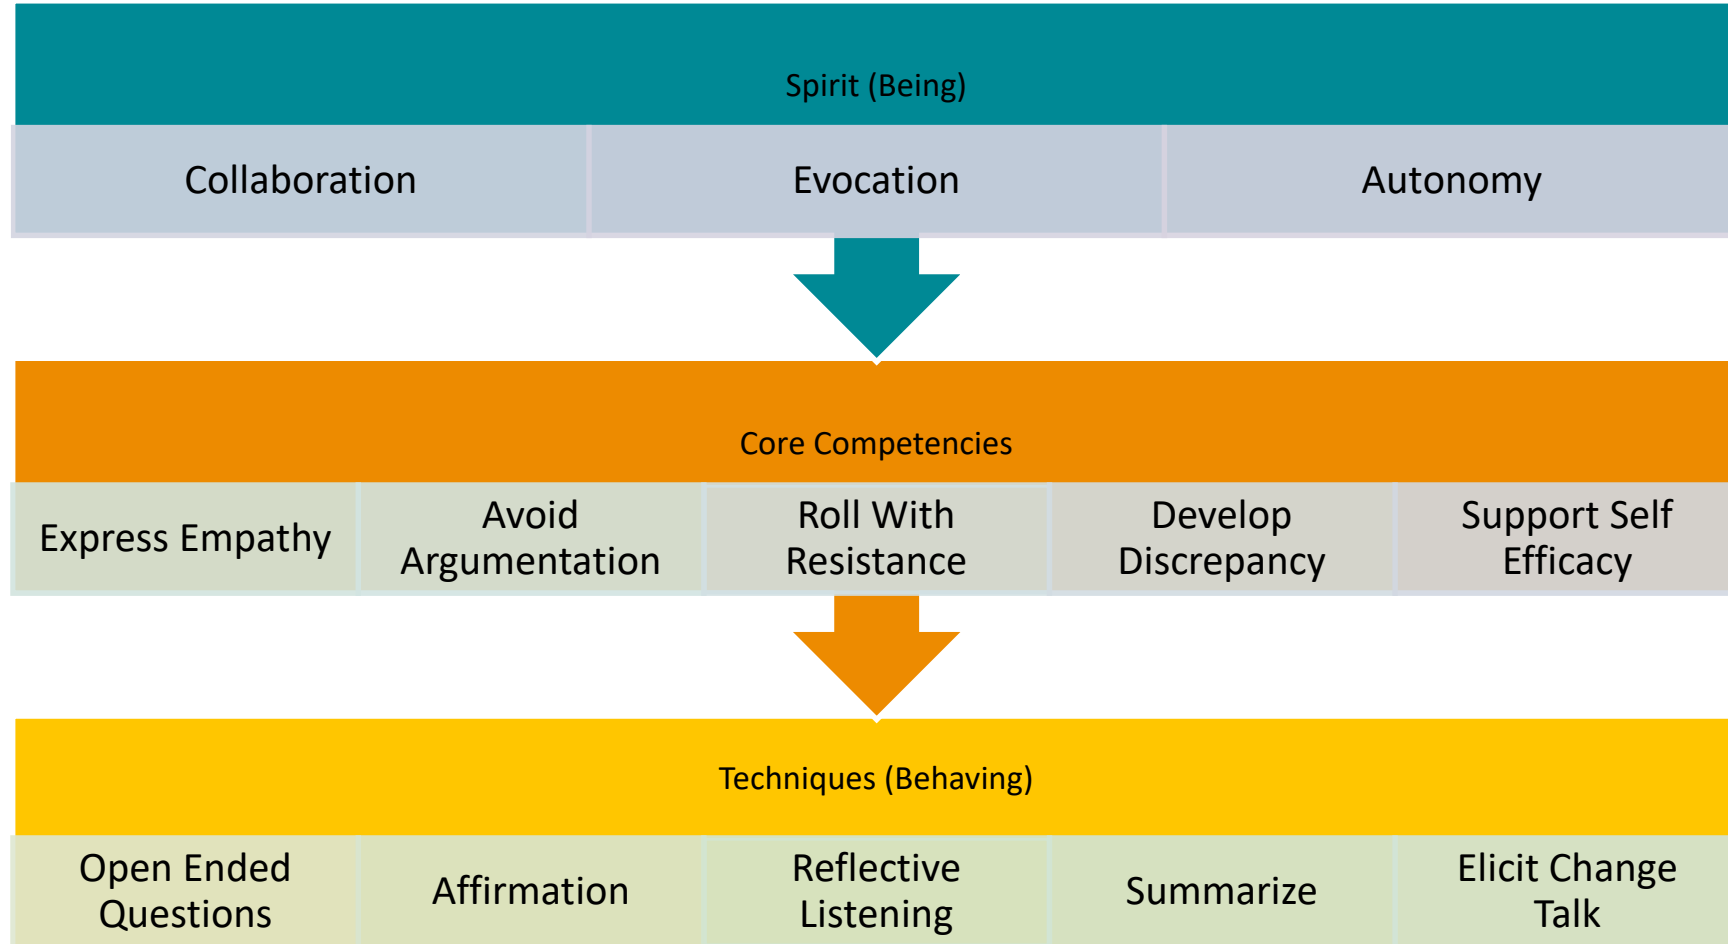 Spirit (Being)
Collaboration
Evocation
Autonomy
Core Competencies
Express Empathy
Avoid
Argumentation
Roll With
Resistance
Develop
Discrepancy
Support Self
Efficacy
Techniques (Behaving)
Open Ended
Questions
Affirmation
Reflective
Listening
Summarize
Elicit Change
Talk